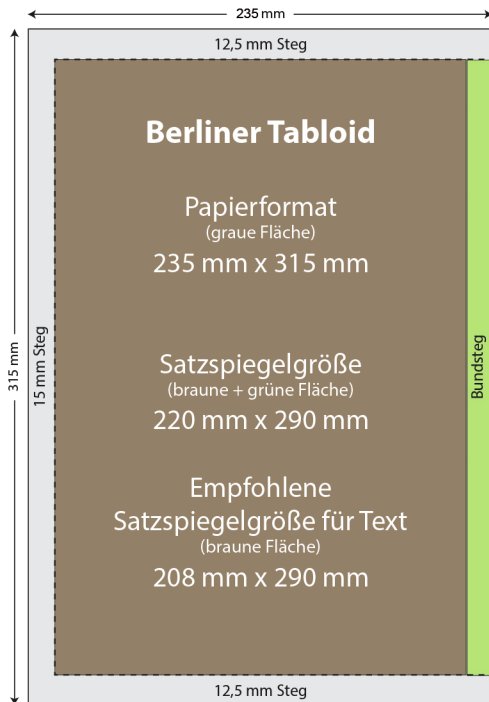 235 mm
12,5 mm Steg
Berliner Tabloid
Papierformat
(graue Fläche)
235 mm x 315 mm
315 mm
15 mm Steg
Satzspiegelgröße
(braune + grüne Fläche)
220 mm x 290 mm
Bundsteg
Empfohlene
Satzspiegelgröße für Text
(braune Fläche)
208 mm x 290 mm
12,5 mm Steg